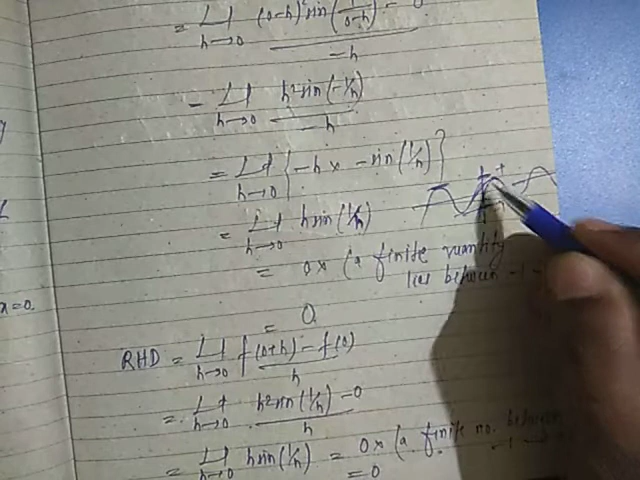 = Lt h→0 (0-h)² sin(1/0-h) - 0 / -h
= Lt h→0 h² sin(-1/h) / -h
= Lt h→0 {-h × - sin(1/h)}
= Lt h→0 h sin(1/h)
= 0 × (a finite quantity
lies between -1
= 0
x=0.
RHD = Lt h→0 f(0+h) - f(0) / h
= Lt h→0 h² sin(1/h) - 0 / h
= Lt h→0 h sin(1/h) = 0 × (a finite no. between
= 0